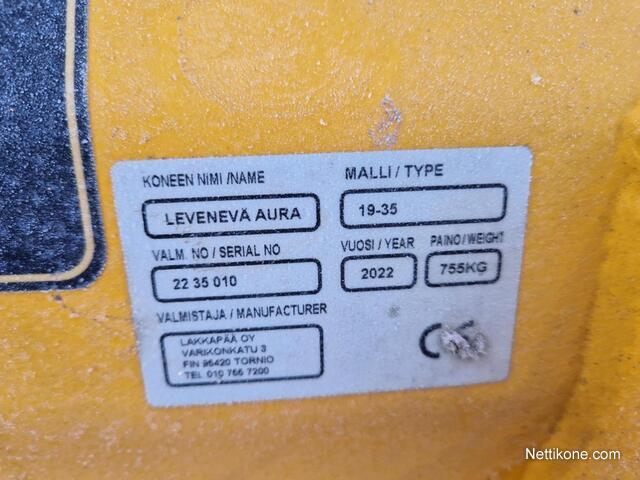 KONEEN NIMI /NAME
LEVENEVÄ AURA
MALLI / TYPE
19-35
VALM. NO / SERIAL NO
22 35 010
VUOSI / YEAR
2022
PAINO/WEIGHT
755KG
VALMISTAJA / MANUFACTURER
LAKKAPÄÄ OY
VARIKONKATU 3
FIN 95420 TORNIO
TEL 010 766 7200
CE
Nettikone.com